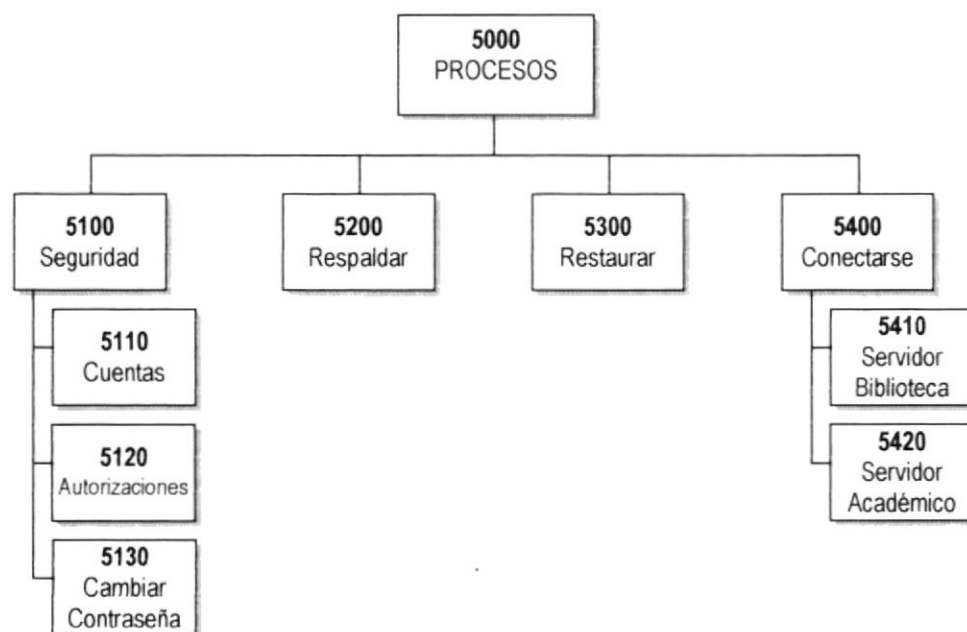 5000
PROCESOS
5100
Seguridad
5200
Respaldar
5300
Restaurar
5400
Conectarse
5110
Cuentas
5120
Autorizaciones
5130
Cambiar
Contraseña
5410
Servidor
Biblioteca
5420
Servidor
Académico